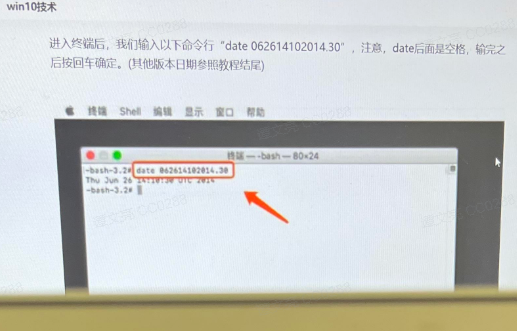 win10技术
进入终端后，我们输入以下命令行“date 062614102014.30”，注意，date后面是空格，输完之
后按回车确定。(其他版本日期参照教程结尾)
终端 Shell 编辑 显示 窗口 帮助
终端 — -bash — 80×24
-bash-3.2# date 062614102014.30
Thu Jun 26 14:10:30 UTC 2014
-bash-3.2#